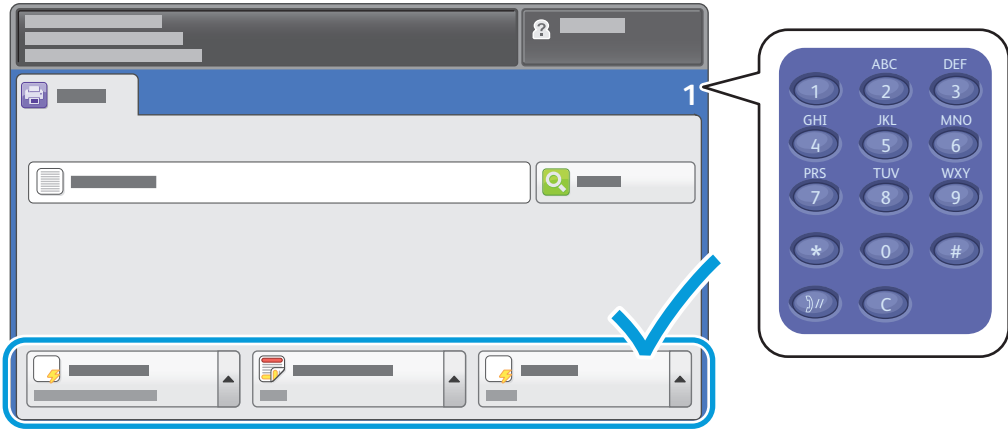 ?
1
ABC DEF
1 2 3
GHI JKL MNO
4 5 6
PRS TUV WXY
7 8 9
* 0 #
C